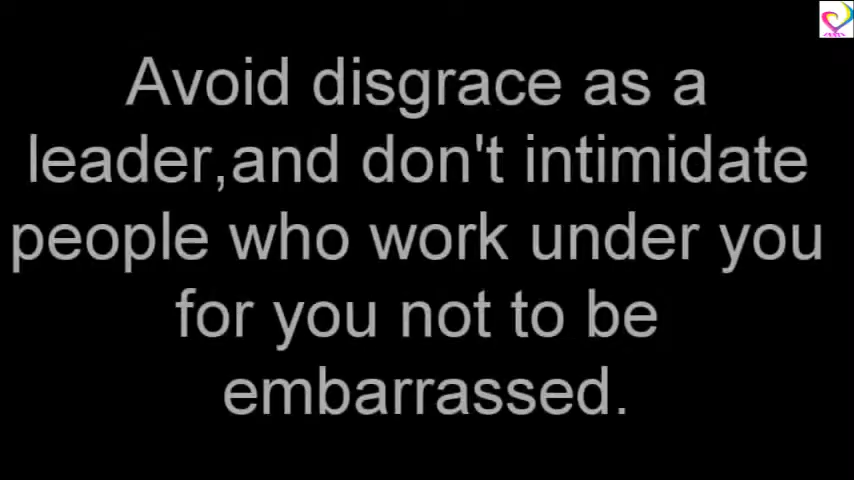 Avoid disgrace as a
leader,and don't intimidate
people who work under you
for you not to be
embarrassed.